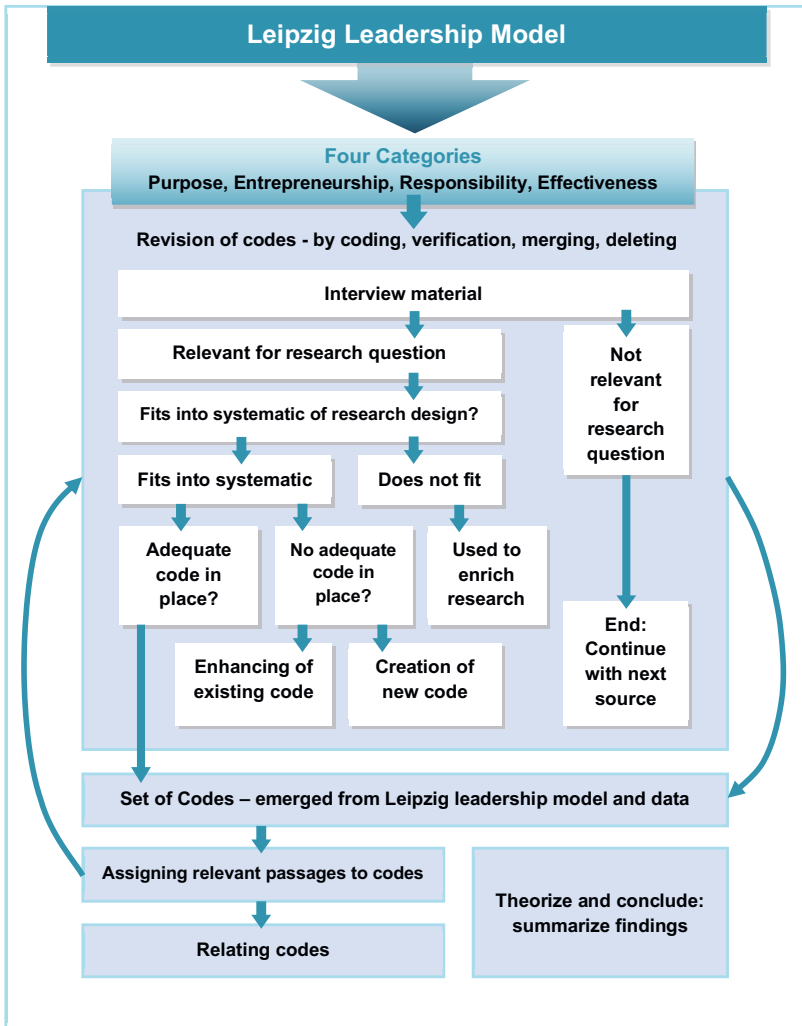 Leipzig Leadership Model
Four Categories
Purpose, Entrepreneurship, Responsibility, Effectiveness
Revision of codes - by coding, verification, merging, deleting
Interview material
Relevant for research question
Not
relevant
for
research
question
Fits into systematic of research design?
Fits into systematic
Does not fit
Adequate
code in
place?
No adequate
code in
place?
Used to
enrich
research
End:
Continue
with next
source
Enhancing of
existing code
Creation of
new code
Set of Codes – emerged from Leipzig leadership model and data
Assigning relevant passages to codes
Relating codes
Theorize and conclude:
summarize findings